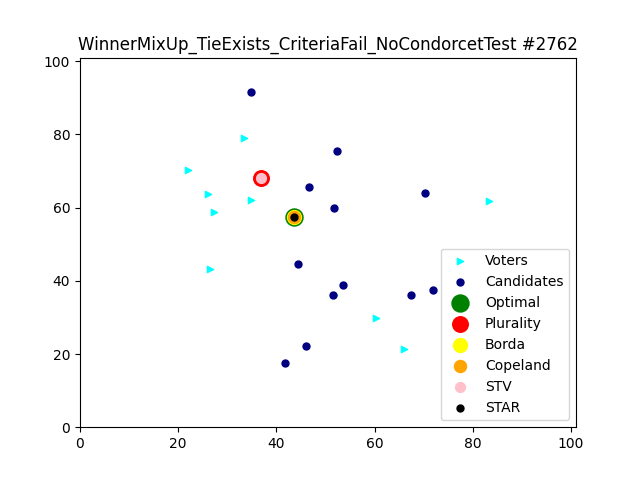 WinnerMixUp_TieExists_CriteriaFail_NoCondorcetTest #2762
100
80
60
40
20
0
0 20 40 60 80 100
Voters
Candidates
Optimal
Plurality
Borda
Copeland
STV
STAR